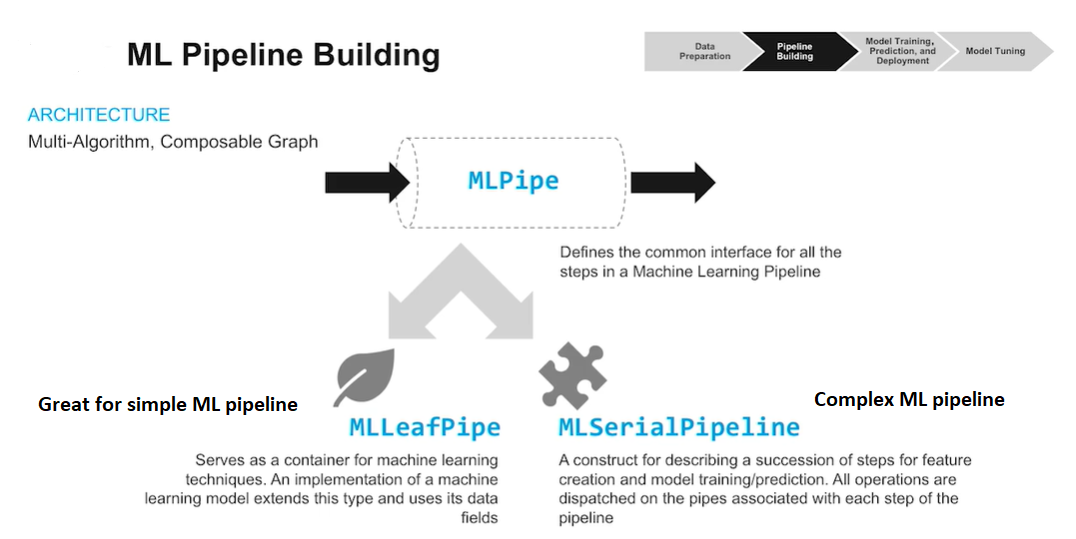 ML Pipeline Building
Data
Preparation
Pipeline
Building
Model Training,
Prediction, and
Deployment
Model Tuning
ARCHITECTURE
Multi-Algorithm, Composable Graph
MLPipe
Defines the common interface for all the
steps in a Machine Learning Pipeline
Great for simple ML pipeline
Complex ML pipeline
MLLeafPipe
Serves as a container for machine learning
techniques. An implementation of a machine
learning model extends this type and uses its data
fields
MLSerialPipeline
A construct for describing a succession of steps for feature
creation and model training/prediction. All operations are
dispatched on the pipes associated with each step of the
pipeline